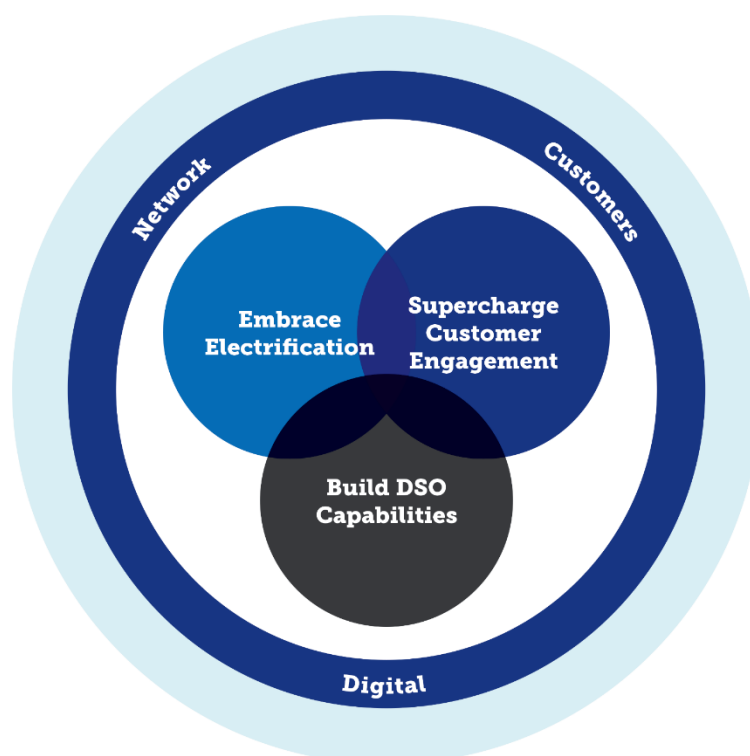 Network
Customers
Embrace
Electrification
Supercharge
Customer
Engagement
Build DSO
Capabilities
Digital